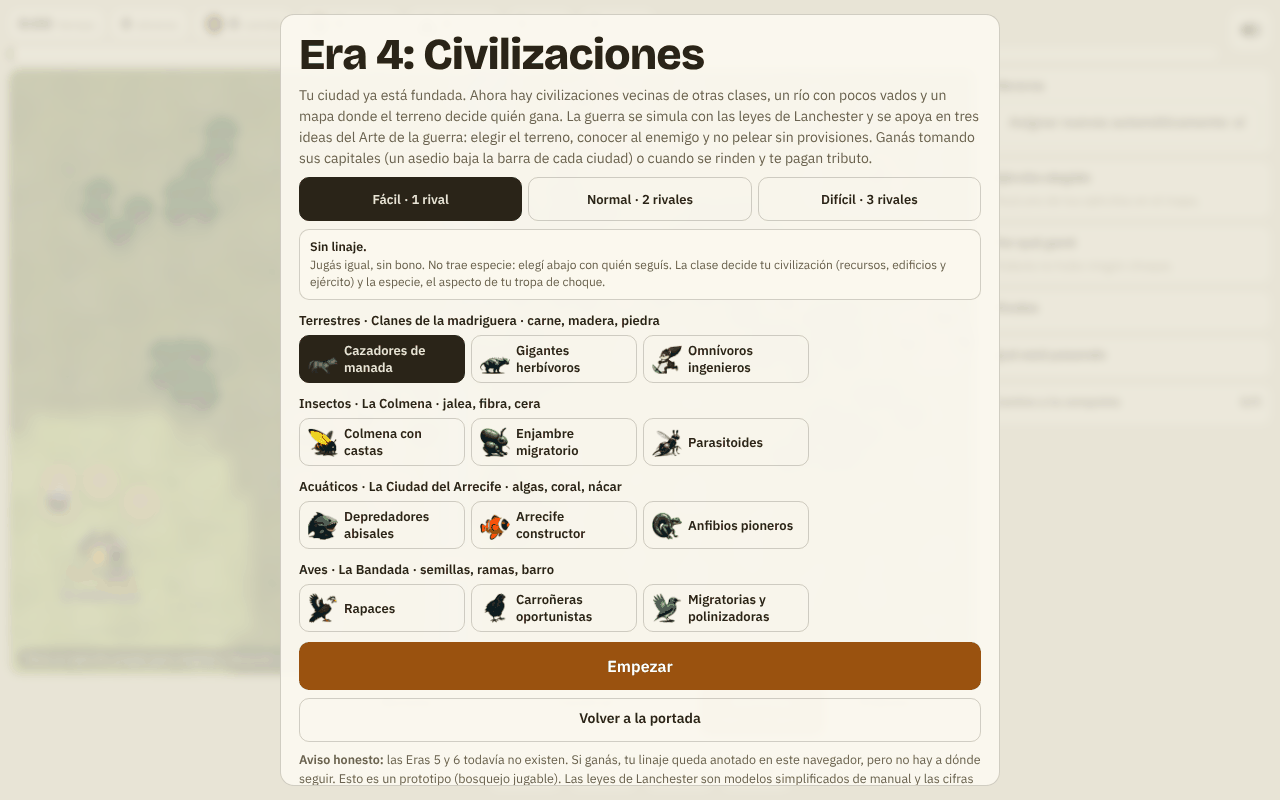 Era 4: Civilizaciones
Tu ciudad ya está fundada. Ahora hay civilizaciones vecinas de otras clases, un río con pocos vados y un
mapa donde el terreno decide quién gana. La guerra se simula con las leyes de Lanchester y se apoya en tres
ideas del Arte de la guerra: elegir el terreno, conocer al enemigo y no pelear sin provisiones. Ganás tomando
sus capitales (un asedio baja la barra de cada ciudad) o cuando se rinden y te pagan tributo.
Fácil · 1 rival
Normal · 2 rivales
Difícil · 3 rivales
Sin linaje.
Jugás igual, sin bono. No trae especie: elegí abajo con quién seguís. La clase decide tu civilización (recursos, edificios y
ejército) y la especie, el aspecto de tu tropa de choque.
Terrestres · Clanes de la madriguera · carne, madera, piedra
Cazadores de
manada
Gigantes
herbívoros
Omnívoros
ingenieros
Insectos · La Colmena · jalea, fibra, cera
Colmena con
castas
Enjambre
migratorio
Parasitoides
Acuáticos · La Ciudad del Arrecife · algas, coral, nácar
Depredadores
abisales
Arrecife
constructor
Anfibios pioneros
Aves · La Bandada · semillas, ramas, barro
Rapaces
Carroñeras
oportunistas
Migratorias y
polinizadoras
Empezar
Volver a la portada
Aviso honesto: las Eras 5 y 6 todavía no existen. Si ganás, tu linaje queda anotado en este navegador, pero no hay a dónde
seguir. Esto es un prototipo (bosquejo jugable). Las leyes de Lanchester son modelos simplificados de manual y las cifras